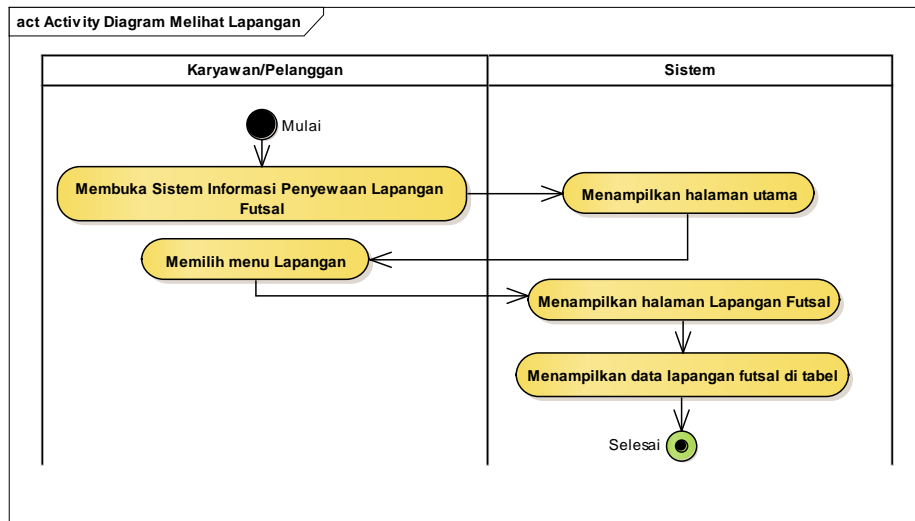 act Activity Diagram Melihat Lapangan
Karyawan/Pelanggan
Sistem
Mulai
Membuka Sistem Informasi Penyewaan Lapangan
Futsal
Menampilkan halaman utama
Memilih menu Lapangan
Menampilkan halaman Lapangan Futsal
Menampilkan data lapangan futsal di tabel
Selesai